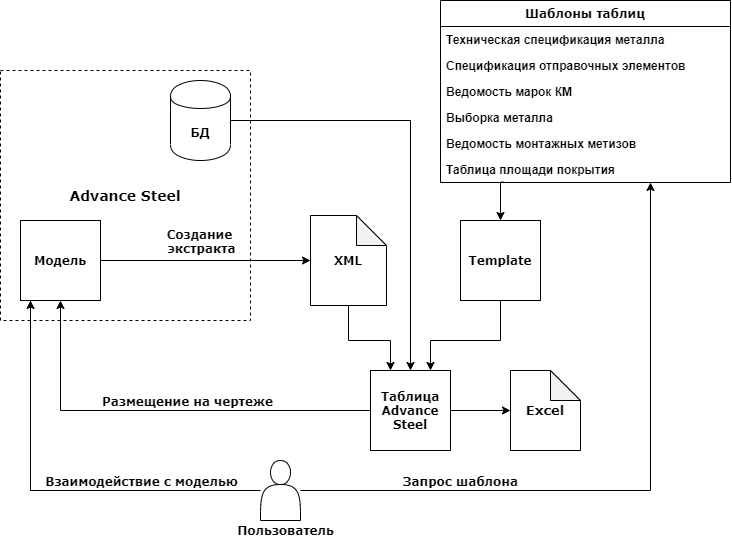 Шаблоны таблиц
Техническая спецификация металла
Спецификация отправочных элементов
Ведомость марок КМ
Выборка металла
Ведомость монтажных метизов
Таблица площади покрытия
БД
Advance Steel
Создание
экстракта
Модель
XML
Template
Таблица
Advance
Steel
Excel
Размещение на чертеже
Взаимодействие с моделью
Запрос шаблона
Пользователь